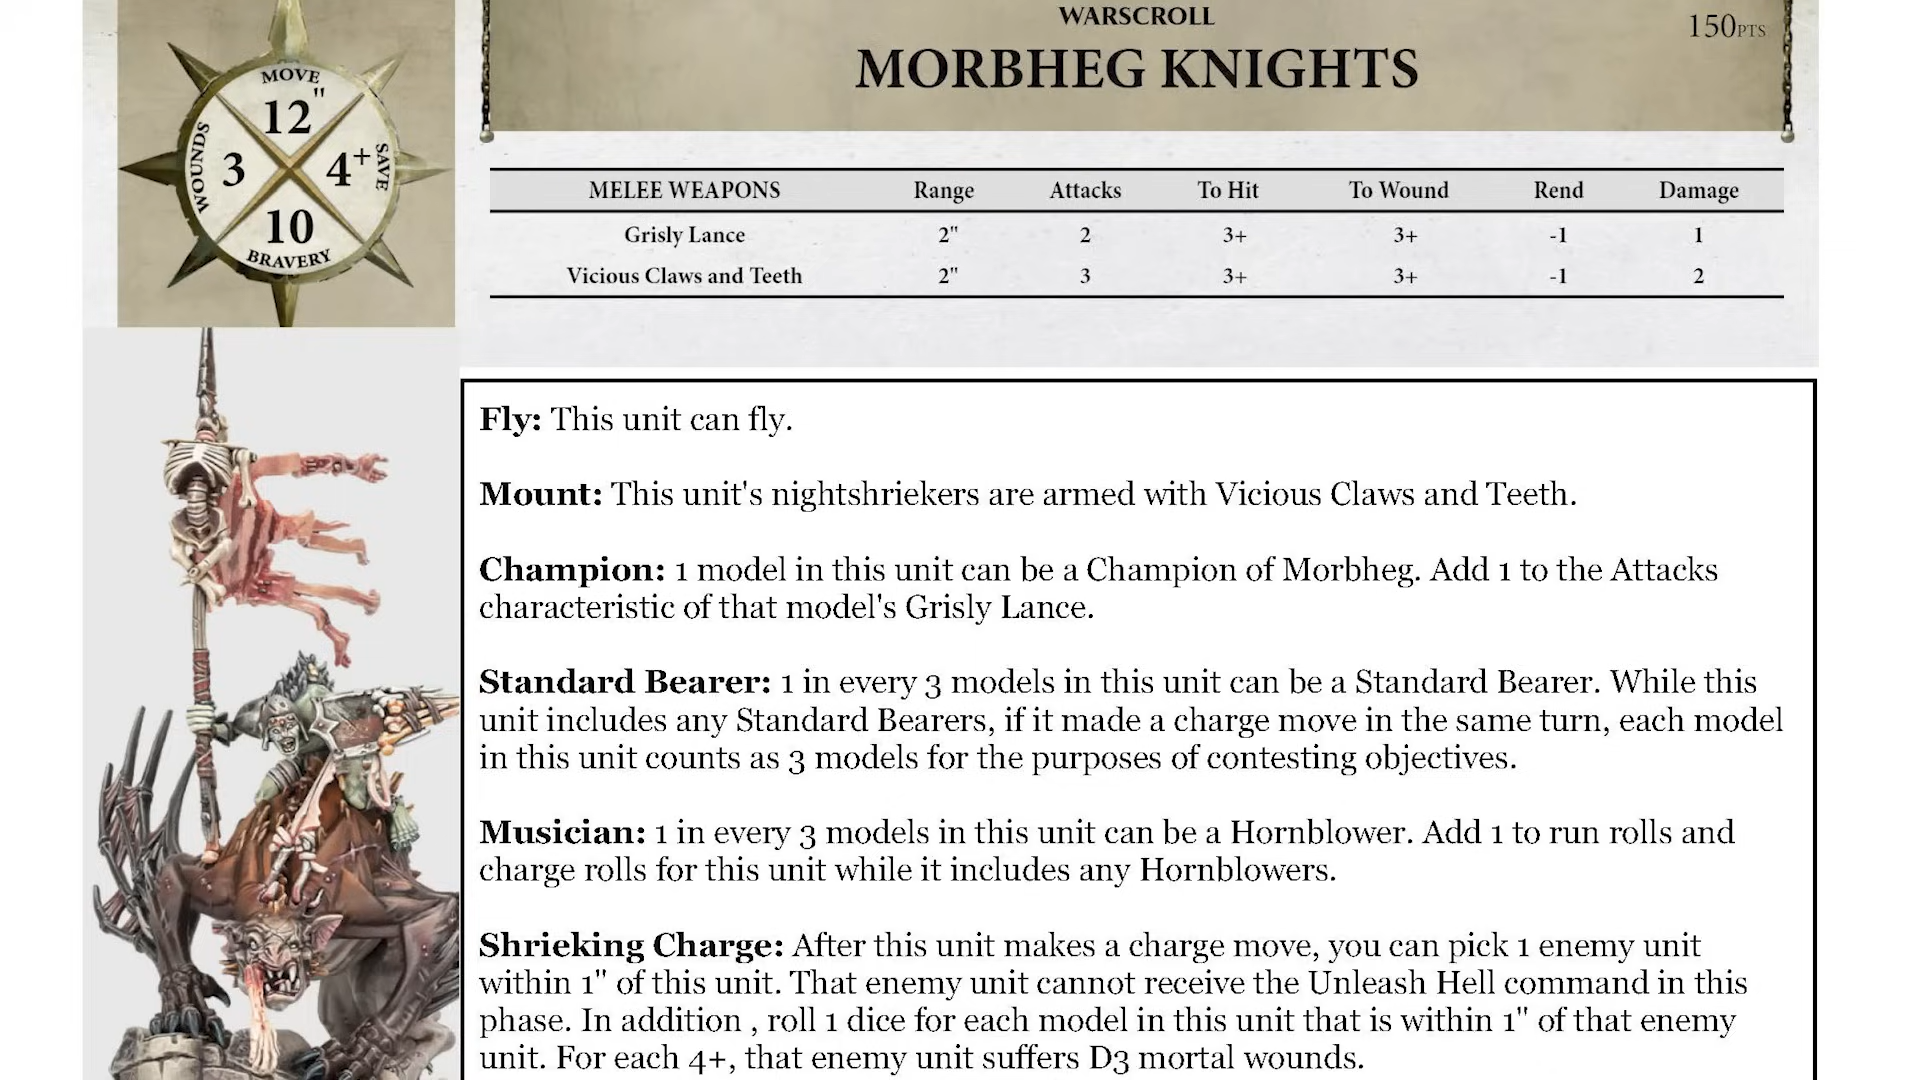 WARSCROLL
150PTS
MORBHEG KNIGHTS
MOVE
12"
WOUNDS
3
4+
SAVE
10
BRAVERY
MELEE WEAPONS Range Attacks To Hit To Wound Rend Damage
Grisly Lance 2" 2 3+ 3+ -1 1
Vicious Claws and Teeth 2" 3 3+ 3+ -1 2
Fly: This unit can fly.
Mount: This unit's nightshriekers are armed with Vicious Claws and Teeth.
Champion: 1 model in this unit can be a Champion of Morbheg. Add 1 to the Attacks
characteristic of that model's Grisly Lance.
Standard Bearer: 1 in every 3 models in this unit can be a Standard Bearer. While this
unit includes any Standard Bearers, if it made a charge move in the same turn, each model
in this unit counts as 3 models for the purposes of contesting objectives.
Musician: 1 in every 3 models in this unit can be a Hornblower. Add 1 to run rolls and
charge rolls for this unit while it includes any Hornblowers.
Shrieking Charge: After this unit makes a charge move, you can pick 1 enemy unit
within 1" of this unit. That enemy unit cannot receive the Unleash Hell command in this
phase. In addition , roll 1 dice for each model in this unit that is within 1" of that enemy
unit. For each 4+, that enemy unit suffers D3 mortal wounds.